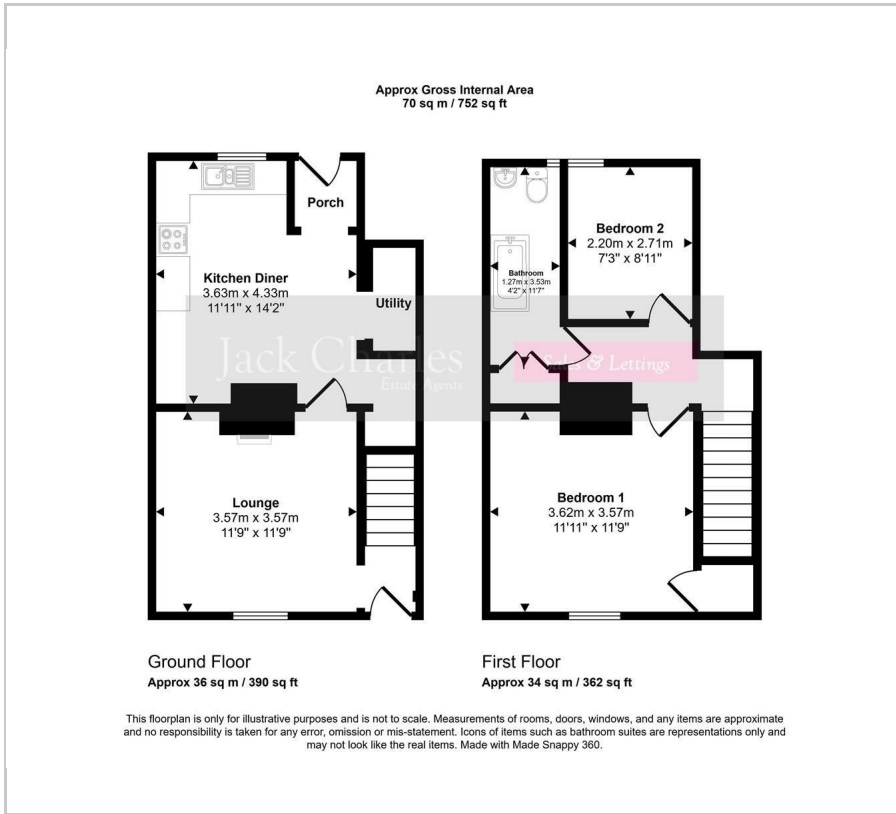 Approx Gross Internal Area
70 sq m / 752 sq ft
Porch
Kitchen Diner
3.63m x 4.33m
11'11" x 14'2"
Utility
Lounge
3.57m x 3.57m
11'9" x 11'9"
Bedroom 2
2.20m x 2.71m
7'3" x 8'11"
Bathroom
1.27m x 3.53m
4'2" x 11'7"
Bedroom 1
3.62m x 3.57m
11'11" x 11'9"
Jack Charles
Estate Agents
Sales & Lettings
Ground Floor
Approx 36 sq m / 390 sq ft
First Floor
Approx 34 sq m / 362 sq ft
This floorplan is only for illustrative purposes and is not to scale. Measurements of rooms, doors, windows, and any items are approximate
and no responsibility is taken for any error, omission or mis-statement. Icons of items such as bathroom suites are representations only and
may not look like the real items. Made with Made Snappy 360.